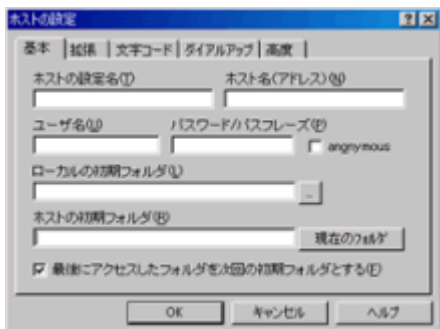 ホストの設定
基本 拡張 文字コード ダイアルアップ 高度
ホストの設定名(T) ホスト名(アドレス)(N)
ユーザ名(U) パスワード/パスフレーズ(P)
anonymous
ローカルの初期フォルダ(L)
...
ホストの初期フォルダ(R)
現在のフォルダ
最後にアクセスしたフォルダを次回の初期フォルダとする(F)
OK キャンセル ヘルプ